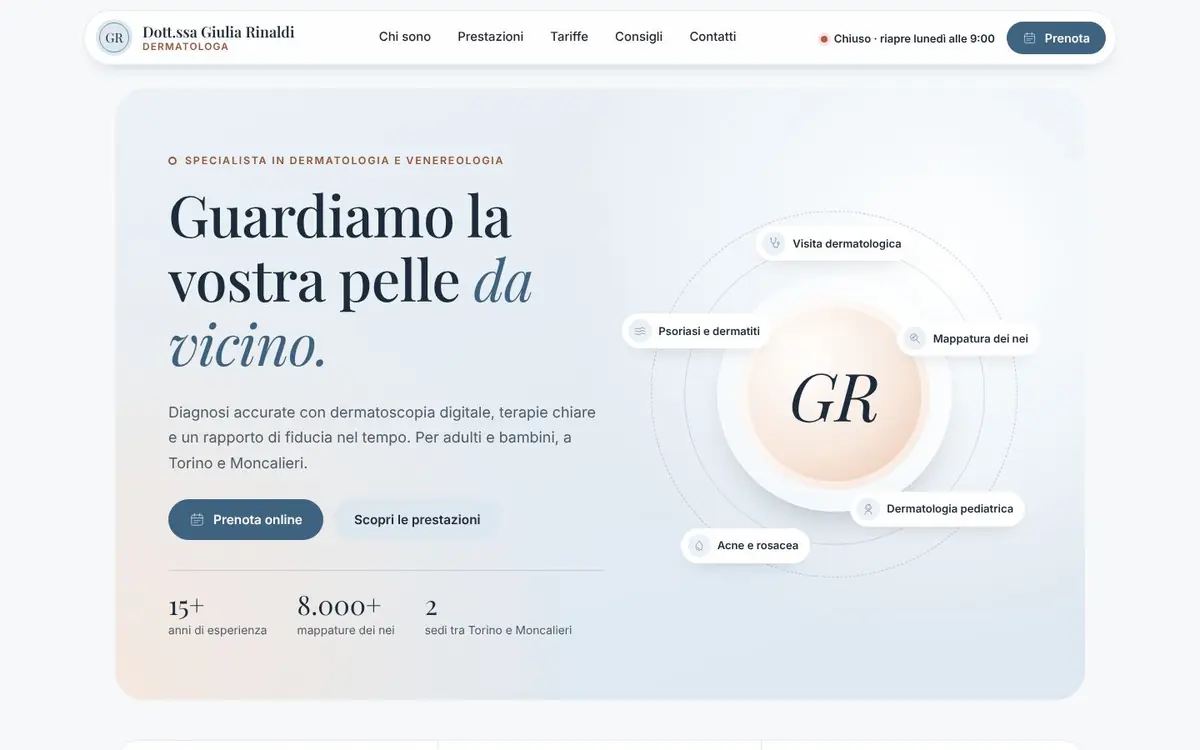 GR
Dott.ssa Giulia Rinaldi
DERMATOLOGA
Chi sono
Prestazioni
Tariffe
Consigli
Contatti
Chiuso · riapre lunedì alle 9:00
Prenota
SPECIALISTA IN DERMATOLOGIA E VENEREOLOGIA
Guardiamo la
vostra pelle da
vicino.
Diagnosi accurate con dermatoscopia digitale, terapie chiare
e un rapporto di fiducia nel tempo. Per adulti e bambini, a
Torino e Moncalieri.
Prenota online
Scopri le prestazioni
15+
anni di esperienza
8.000+
mappature dei nei
2
sedi tra Torino e Moncalieri
Visita dermatologica
Psoriasi e dermatiti
Mappatura dei nei
GR
Dermatologia pediatrica
Acne e rosacea